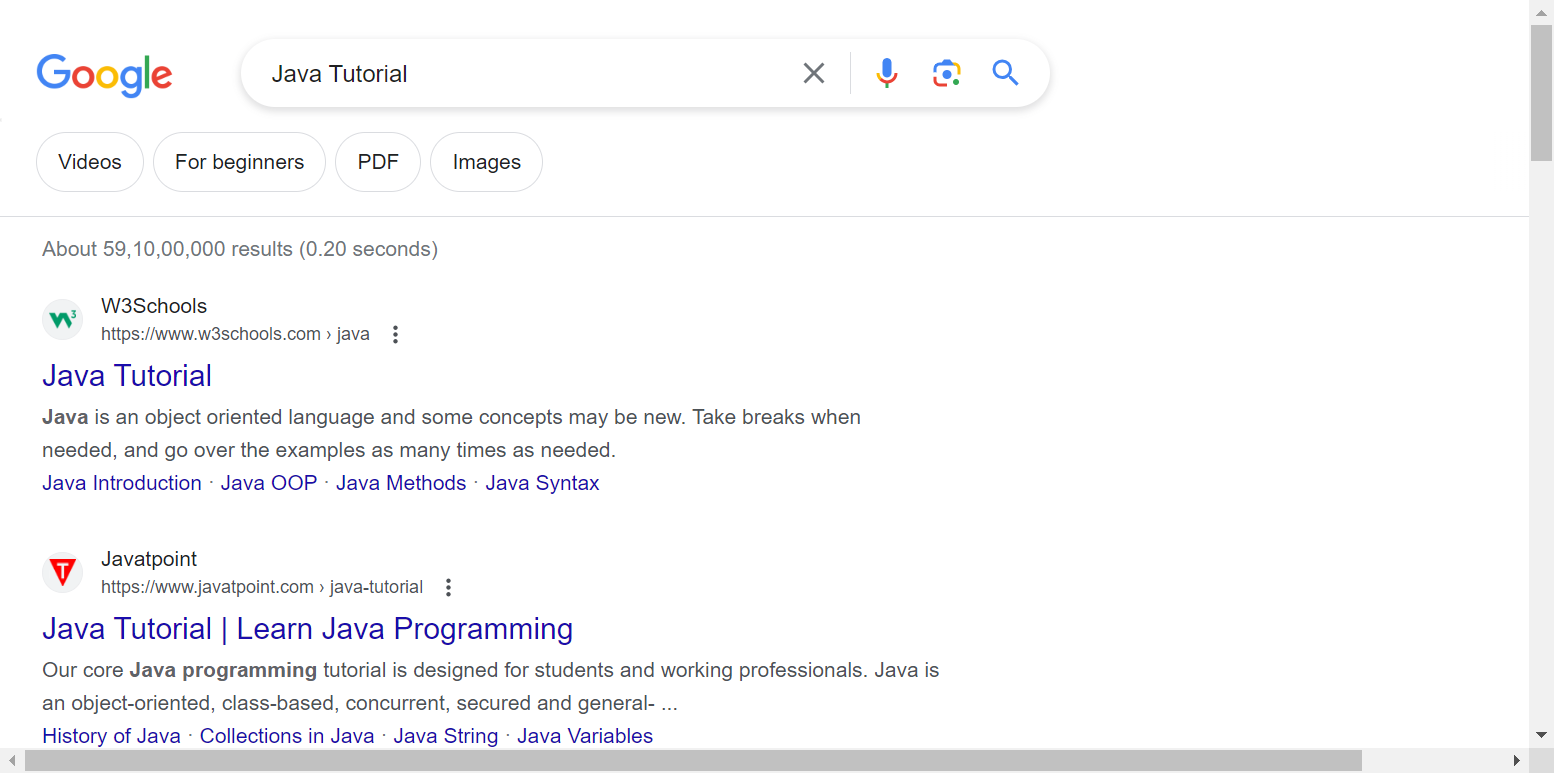 Google
Java Tutorial
Videos
For beginners
PDF
Images
About 59,10,00,000 results (0.20 seconds)
W3Schools
https://www.w3schools.com › java
Java Tutorial
Java is an object oriented language and some concepts may be new. Take breaks when
needed, and go over the examples as many times as needed.
Java Introduction · Java OOP · Java Methods · Java Syntax
Javatpoint
https://www.javatpoint.com › java-tutorial
Java Tutorial | Learn Java Programming
Our core Java programming tutorial is designed for students and working professionals. Java is
an object-oriented, class-based, concurrent, secured and general- ...
History of Java · Collections in Java · Java String · Java Variables